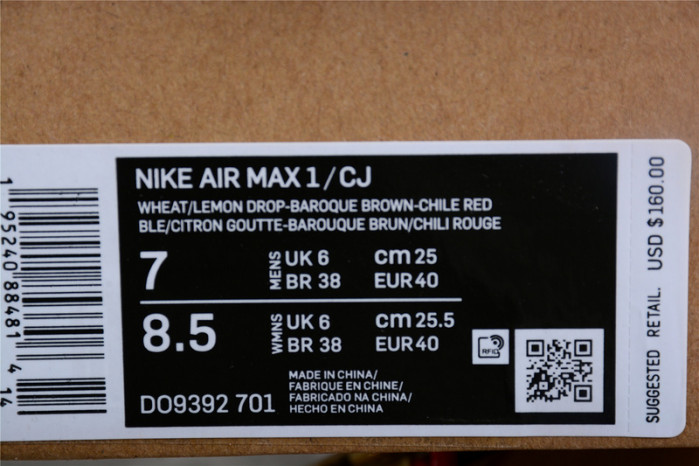 NIKE AIR MAX 1/CJ
WHEAT/LEMON DROP-BAROQUE BROWN-CHILE RED
BLE/CITRON GOUTTE-BAROUQUE BRUN/CHILI ROUGE
7 MENS UK 6 cm 25
BR 38 EUR 40
8.5 WMNS UK 6 cm 25.5
BR 38 EUR 40
RFID
MADE IN CHINA/
FABRIQUE EN CHINE/
FABRICADO NA CHINA/
HECHO EN CHINA
DO9392 701
1 95240 88481 4 14
SUGGESTED RETAIL. USD $160.00